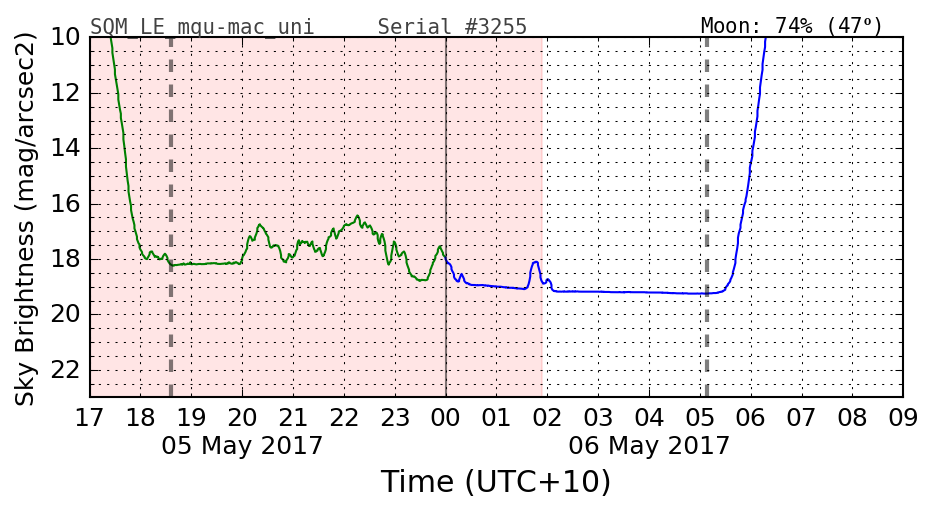 SQM_LE_mqu-mac_uni Serial #3255 Moon: 74% (47°)
Sky Brightness (mag/arcsec2)
10
12
14
16
18
20
22
17 18 19 20 21 22 23 00 01 02 03 04 05 06 07 08 09
05 May 2017 06 May 2017
Time (UTC+10)